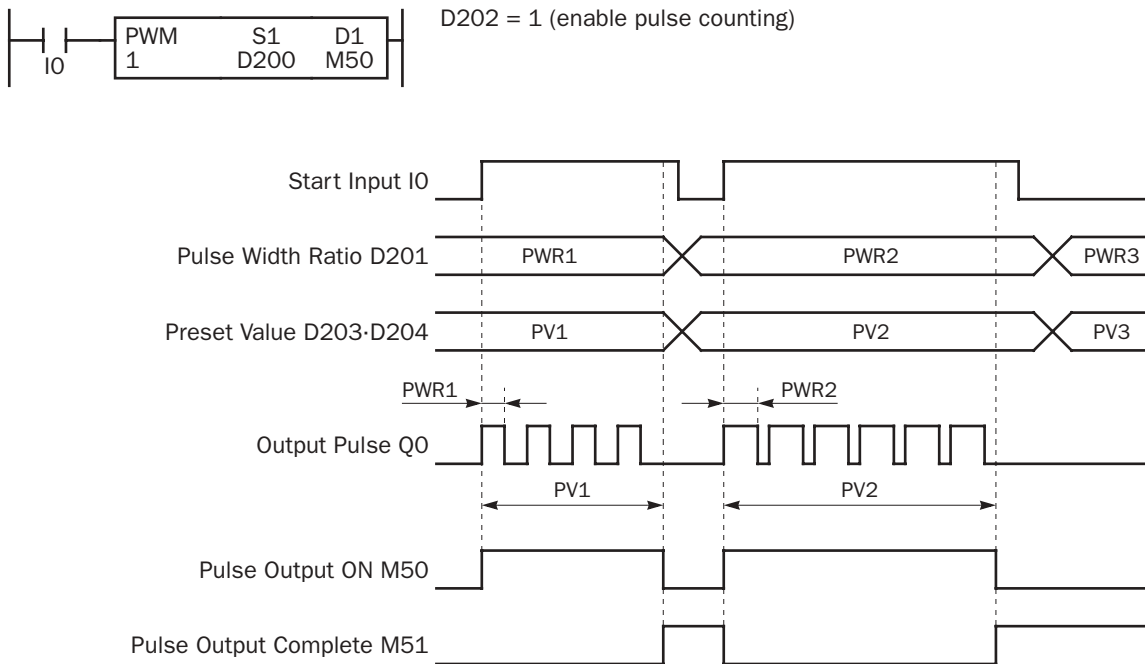 D202 = 1 (enable pulse counting)
PWM S1 D1
1 D200 M50
I0
Start Input I0
Pulse Width Ratio D201 PWR1 PWR2 PWR3
Preset Value D203·D204 PV1 PV2 PV3
PWR1 PWR2
Output Pulse Q0
PV1 PV2
Pulse Output ON M50
Pulse Output Complete M51